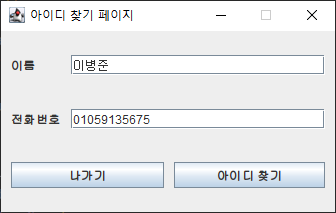 아이디 찾기 페이지
이름 이병준
전화번호 01059135675
나가기 아이디 찾기